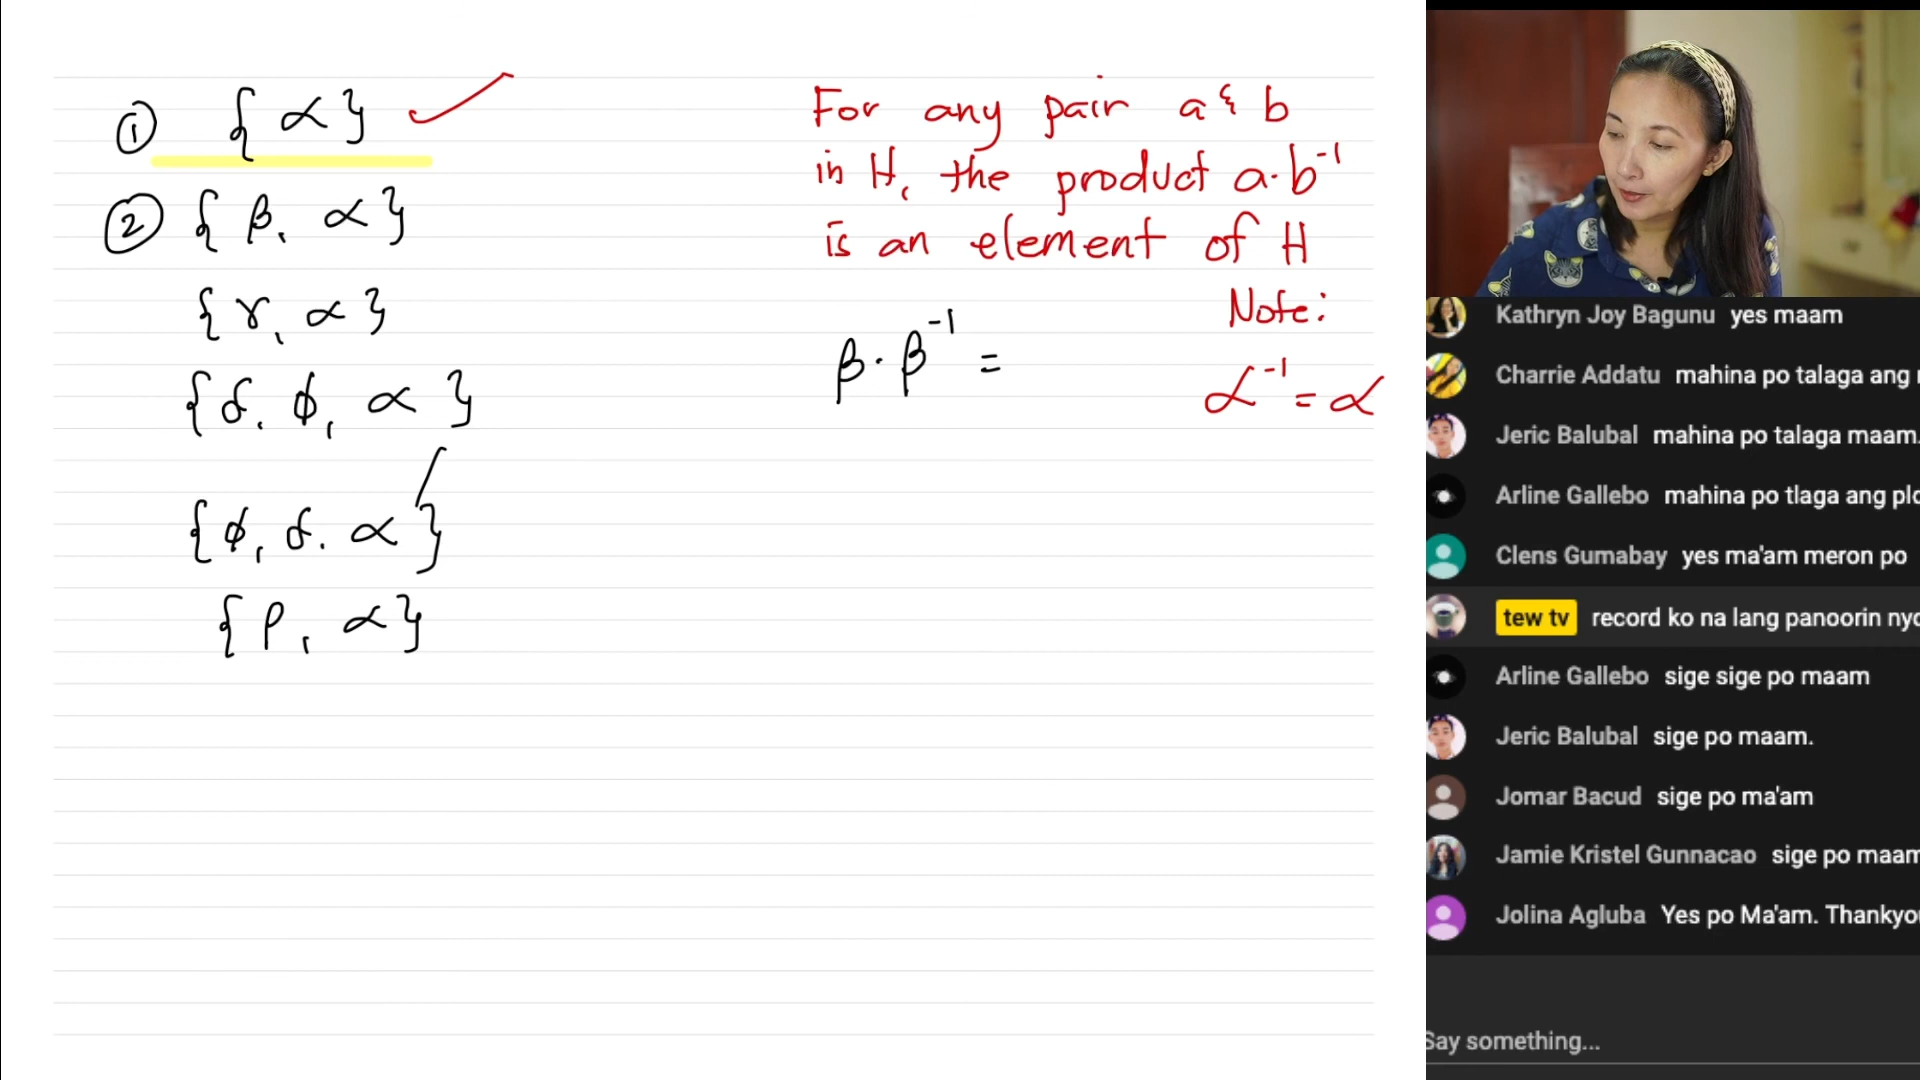 ① { α }
② { β, α }
{ γ, α }
{ δ, ϕ, α }
{ ϕ, δ, α }
{ ρ, α }
For any pair a & b
in H, the product a·b⁻¹
is an element of H
Note:
β · β⁻¹ =
α⁻¹ = α
Kathryn Joy Bagunu yes maam
Charrie Addatu mahina po talaga ang
Jeric Balubal mahina po talaga maam.
Arline Gallebo mahina po tlaga ang
Clens Gumabay yes ma'am meron po
tew tv record ko na lang panoorin
Arline Gallebo sige sige po maam
Jeric Balubal sige po maam.
Jomar Bacud sige po ma'am
Jamie Kristel Gunnacao sige po maam
Jolina Agluba Yes po Ma'am.
Say something...